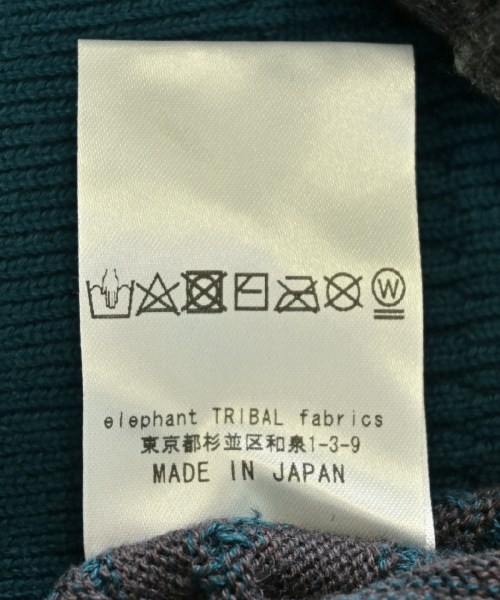 W
elephant TRIBAL fabrics
東京都杉並区和泉1-3-9
MADE IN JAPAN